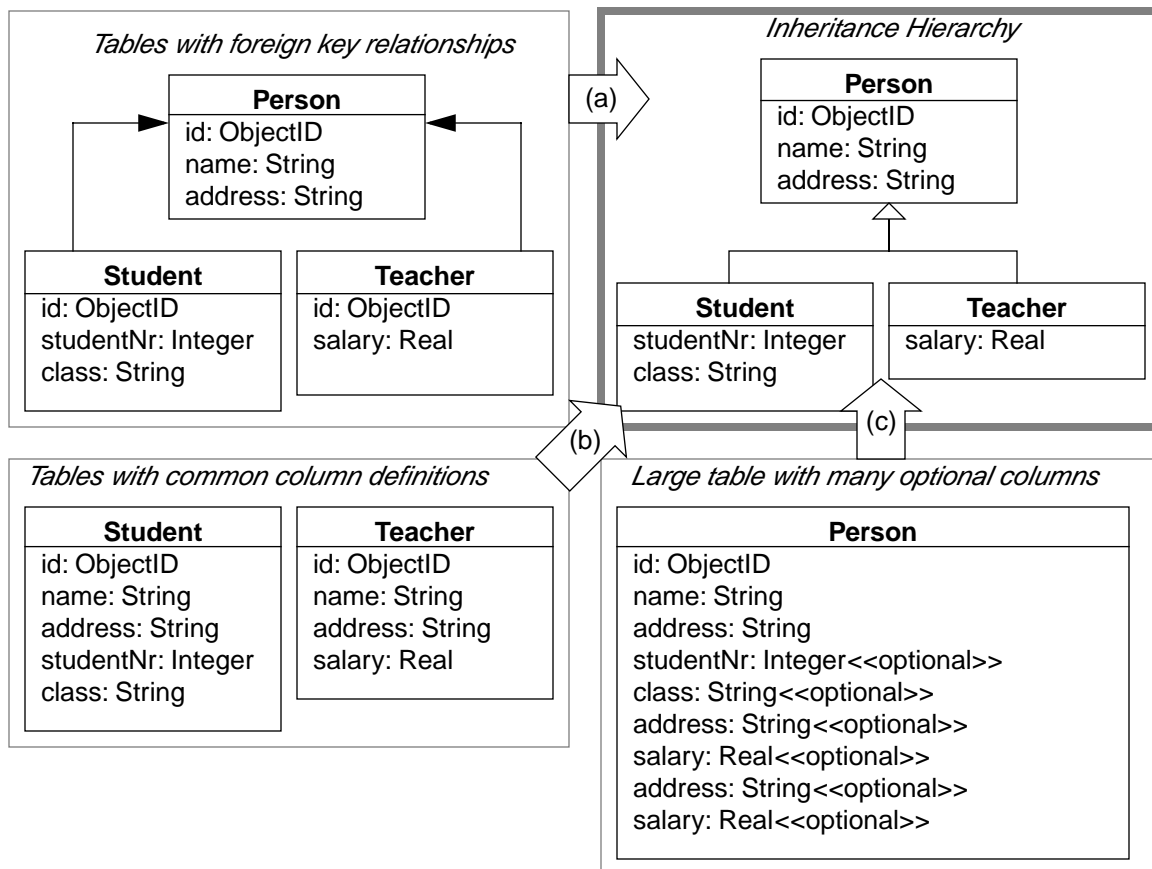 Tables with foreign key relationships
Person
id: ObjectID
name: String
address: String
Student
id: ObjectID
studentNr: Integer
class: String
Teacher
id: ObjectID
salary: Real
(a)
Inheritance Hierarchy
Person
id: ObjectID
name: String
address: String
Student
studentNr: Integer
class: String
Teacher
salary: Real
(b)
(c)
Tables with common column definitions
Student
id: ObjectID
name: String
address: String
studentNr: Integer
class: String
Teacher
id: ObjectID
name: String
address: String
salary: Real
Large table with many optional columns
Person
id: ObjectID
name: String
address: String
studentNr: Integer<<optional>>
class: String<<optional>>
address: String<<optional>>
salary: Real<<optional>>
address: String<<optional>>
salary: Real<<optional>>